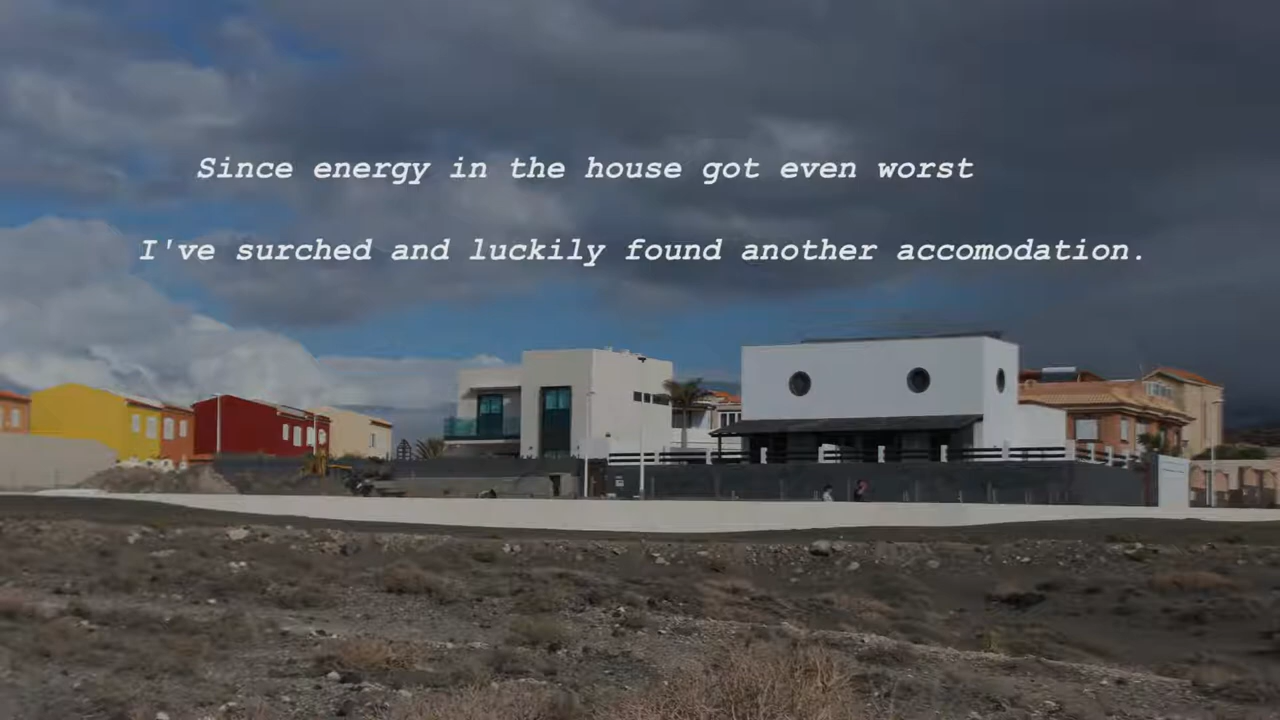 Since energy in the house got even worst
I've surched and luckily found another accomodation.